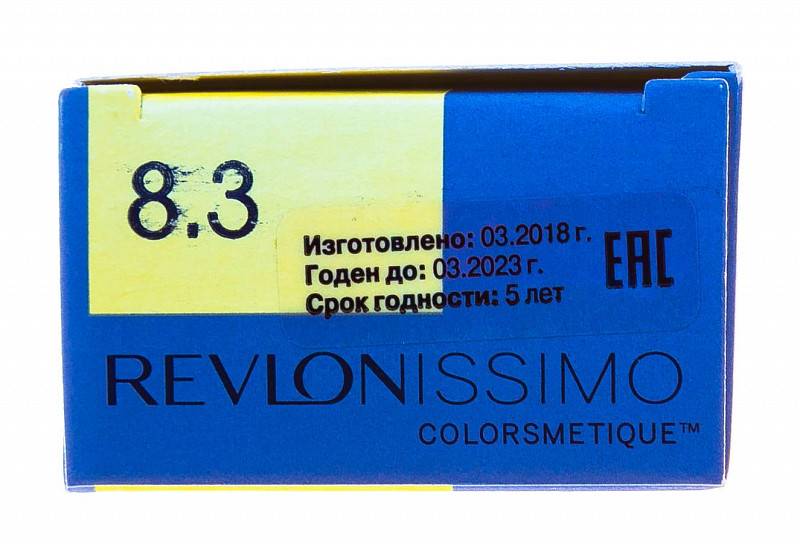 8.3
Изготовлено: 03.2018 г.
Годен до: 03.2023 г.
Срок годности: 5 лет
EAC
REVLONISSIMO
COLORSMETIQUE™